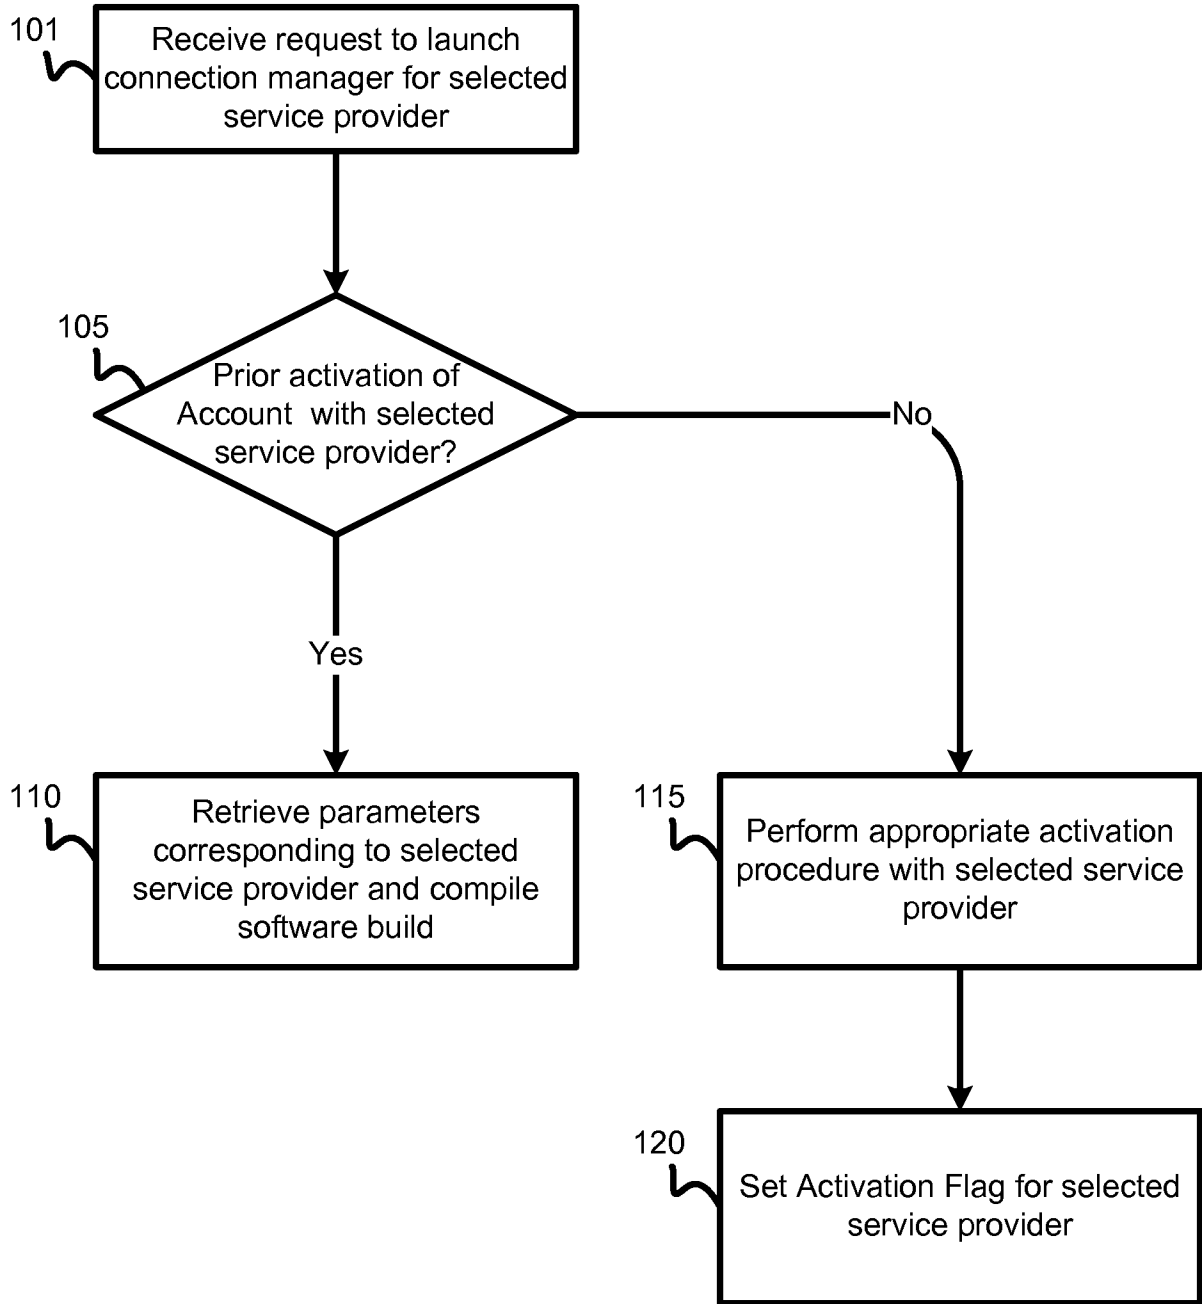 101
Receive request to launch
connection manager for selected
service provider
105
Prior activation of
Account with selected
service provider?
No
Yes
110
Retrieve parameters
corresponding to selected
service provider and compile
software build
115
Perform appropriate activation
procedure with selected service
provider
120
Set Activation Flag for selected
service provider